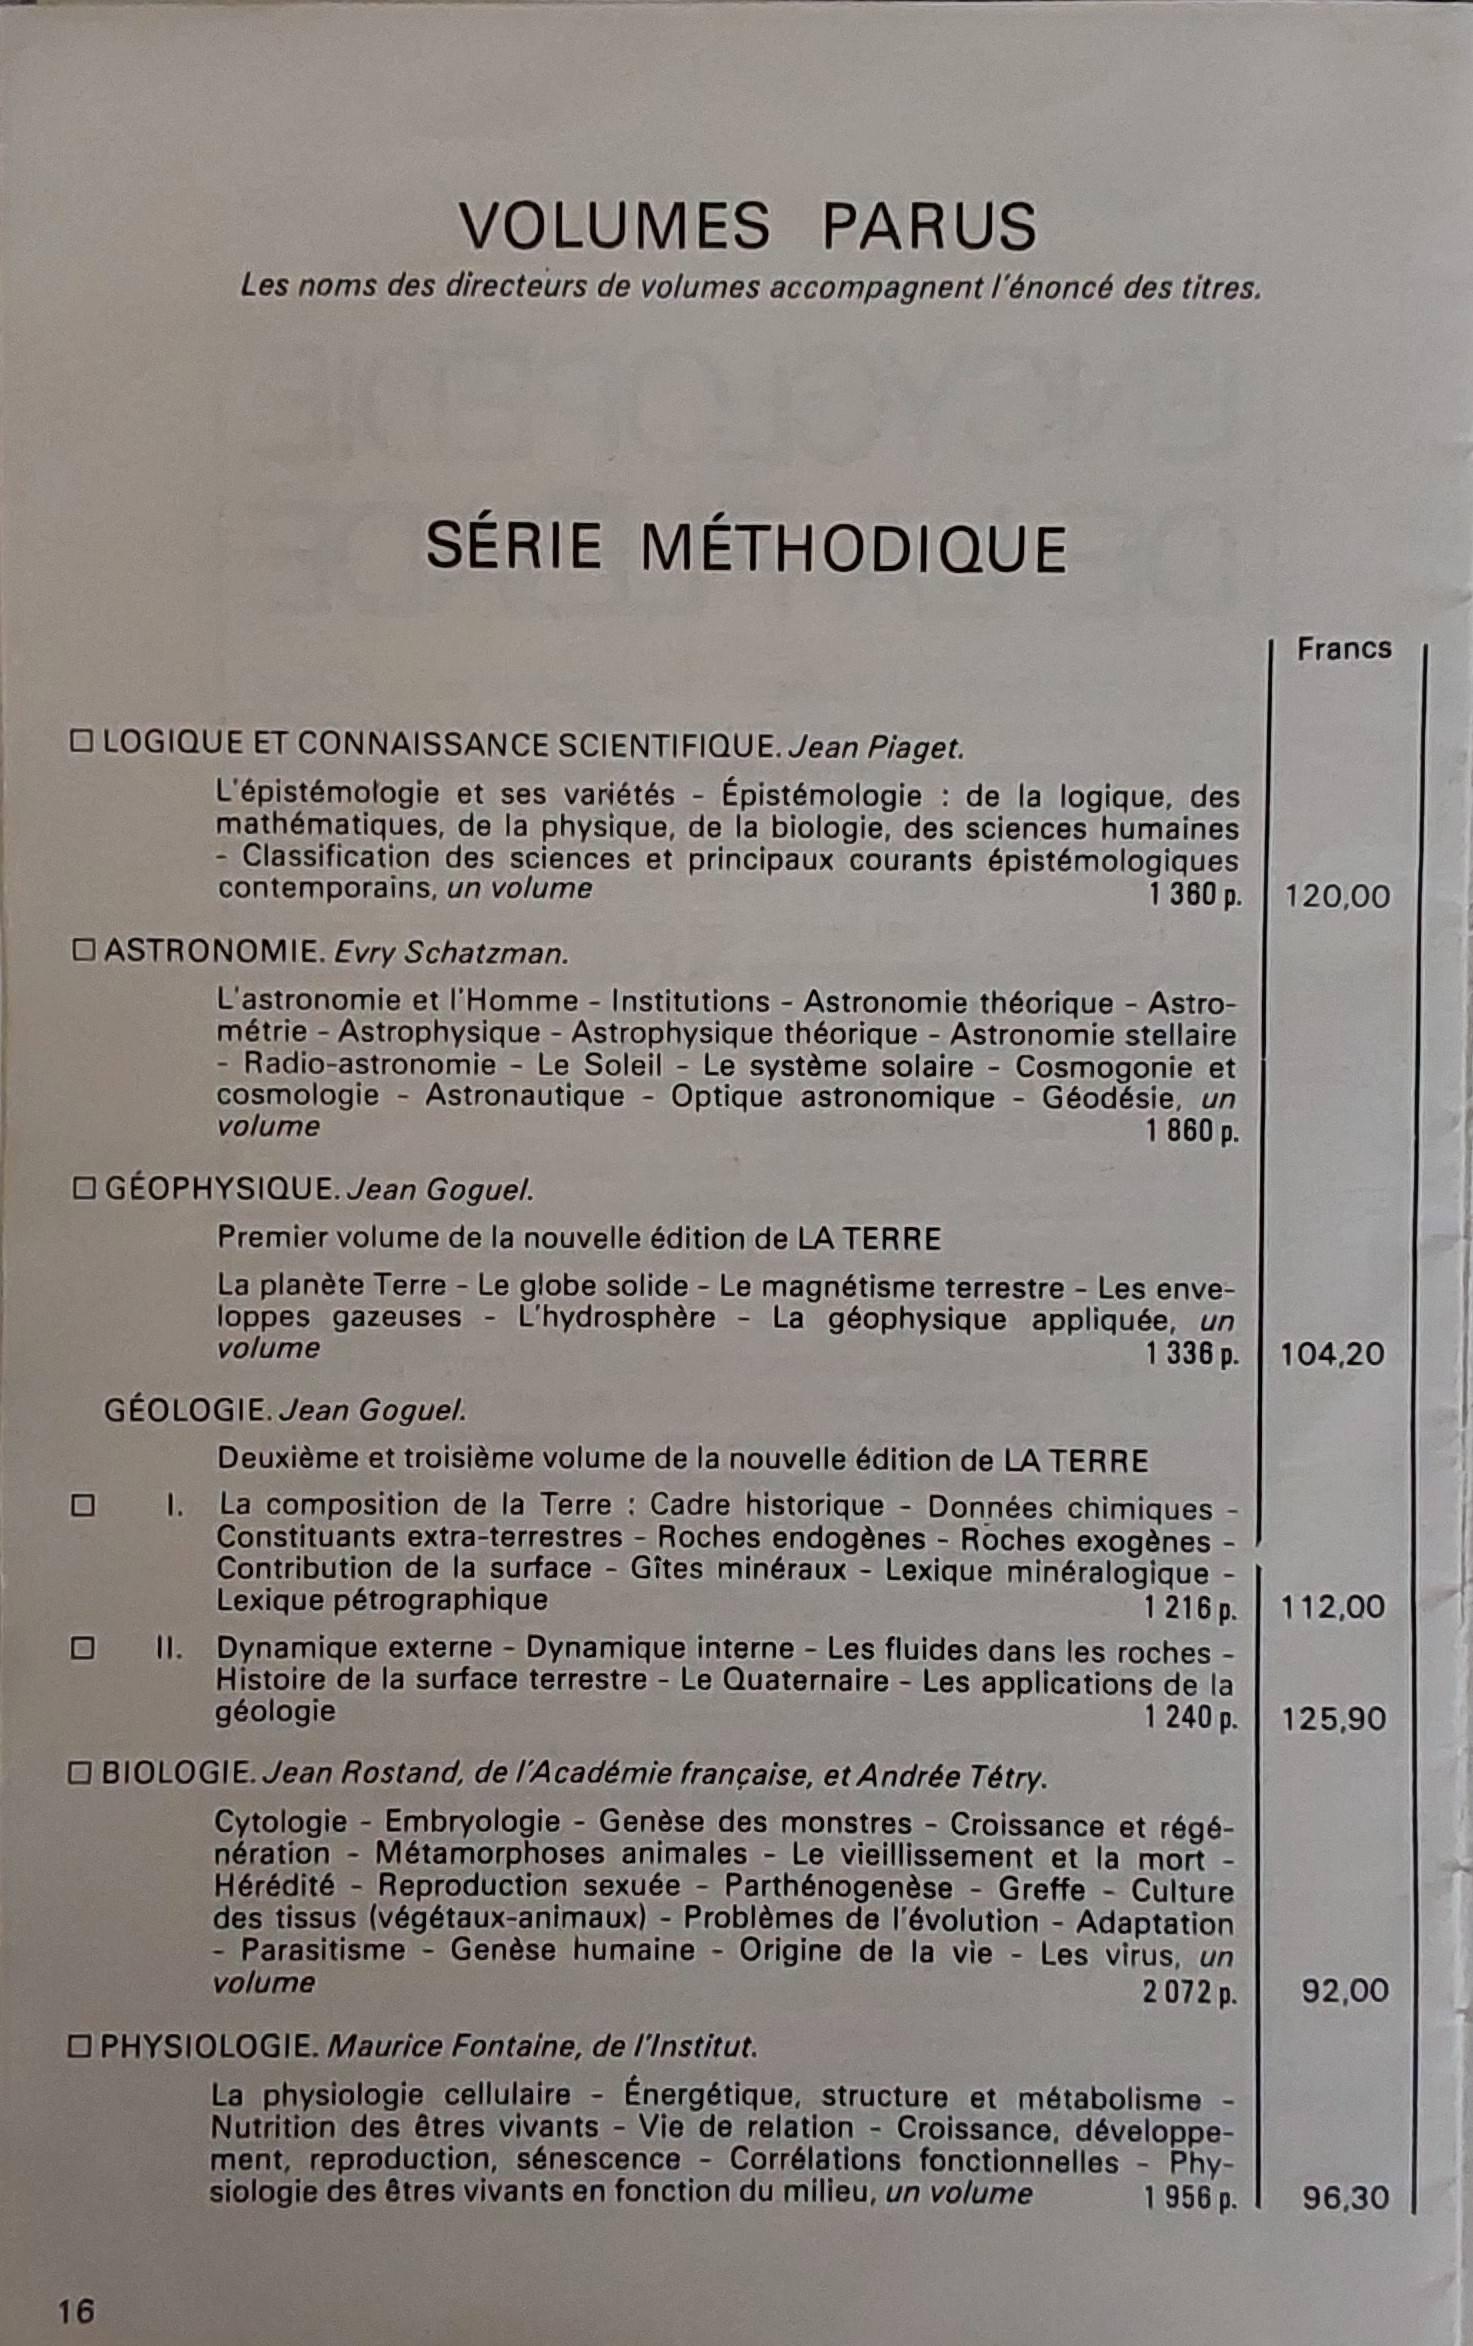 VOLUMES PARUS
Les noms des directeurs de volumes accompagnent l'énoncé des titres.
SÉRIE MÉTHODIQUE
Francs
□ LOGIQUE ET CONNAISSANCE SCIENTIFIQUE. Jean Piaget.
L'épistémologie et ses variétés - Épistémologie : de la logique, des
mathématiques, de la physique, de la biologie, des sciences humaines
- Classification des sciences et principaux courants épistémologiques
contemporains, un volume 1 360 p. 120,00
□ ASTRONOMIE. Evry Schatzman.
L'astronomie et l'Homme - Institutions - Astronomie théorique - Astro-
métrie - Astrophysique - Astrophysique théorique - Astronomie stellaire
- Radio-astronomie - Le Soleil - Le système solaire - Cosmogonie et
cosmologie - Astronautique - Optique astronomique - Géodésie, un
volume 1 860 p.
□ GÉOPHYSIQUE. Jean Goguel.
Premier volume de la nouvelle édition de LA TERRE
La planète Terre - Le globe solide - Le magnétisme terrestre - Les enve-
loppes gazeuses - L'hydrosphère - La géophysique appliquée, un
volume 1 336 p. 104,20
GÉOLOGIE. Jean Goguel.
Deuxième et troisième volume de la nouvelle édition de LA TERRE
□ I. La composition de la Terre : Cadre historique - Données chimiques -
Constituants extra-terrestres - Roches endogènes - Roches exogènes -
Contribution de la surface - Gîtes minéraux - Lexique minéralogique -
Lexique pétrographique 1 216 p. 112,00
□ II. Dynamique externe - Dynamique interne - Les fluides dans les roches -
Histoire de la surface terrestre - Le Quaternaire - Les applications de la
géologie 1 240 p. 125,90
□ BIOLOGIE. Jean Rostand, de l'Académie française, et Andrée Tétry.
Cytologie - Embryologie - Genèse des monstres - Croissance et régé-
nération - Métamorphoses animales - Le vieillissement et la mort -
Hérédité - Reproduction sexuée - Parthénogenèse - Greffe - Culture
des tissus (végétaux-animaux) - Problèmes de l'évolution - Adaptation
- Parasitisme - Genèse humaine - Origine de la vie - Les virus, un
volume 2 072 p. 92,00
□ PHYSIOLOGIE. Maurice Fontaine, de l'Institut.
La physiologie cellulaire - Énergétique, structure et métabolisme -
Nutrition des êtres vivants - Vie de relation - Croissance, développe-
ment, reproduction, sénescence - Corrélations fonctionnelles - Phy-
siologie des êtres vivants en fonction du milieu, un volume 1 956 p. 96,30
16